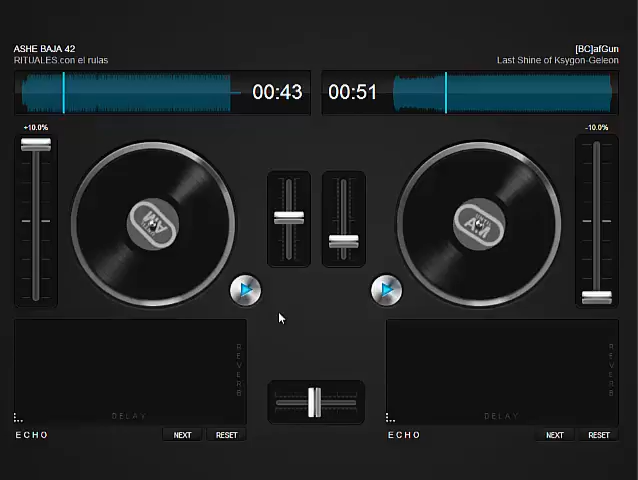 ASHE BAJA 42
RITUALES.con el rulas
[BC]afGun
Last Shine of Ksygon-Geleon
00:43
00:51
+10.0%
-10.0%
REVERB
DELAY
ECHO
NEXT
RESET
REVERB
DELAY
ECHO
NEXT
RESET